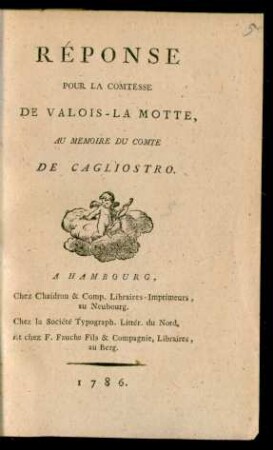 5
RÉPONSE
POUR LA COMTESSE
DE VALOIS-LA MOTTE,
AU MEMOIRE DU COMTE
DE CAGLIOSTRO.
A HAMBOURG,
Chez Chaidron & Comp. Libraires-Imprimeurs,
au Neubourg.
Chez la Société Typograph. Littér. du Nord,
Et chez F. Fauche Fils & Compagnie, Libraires,
au Berg.
1786.